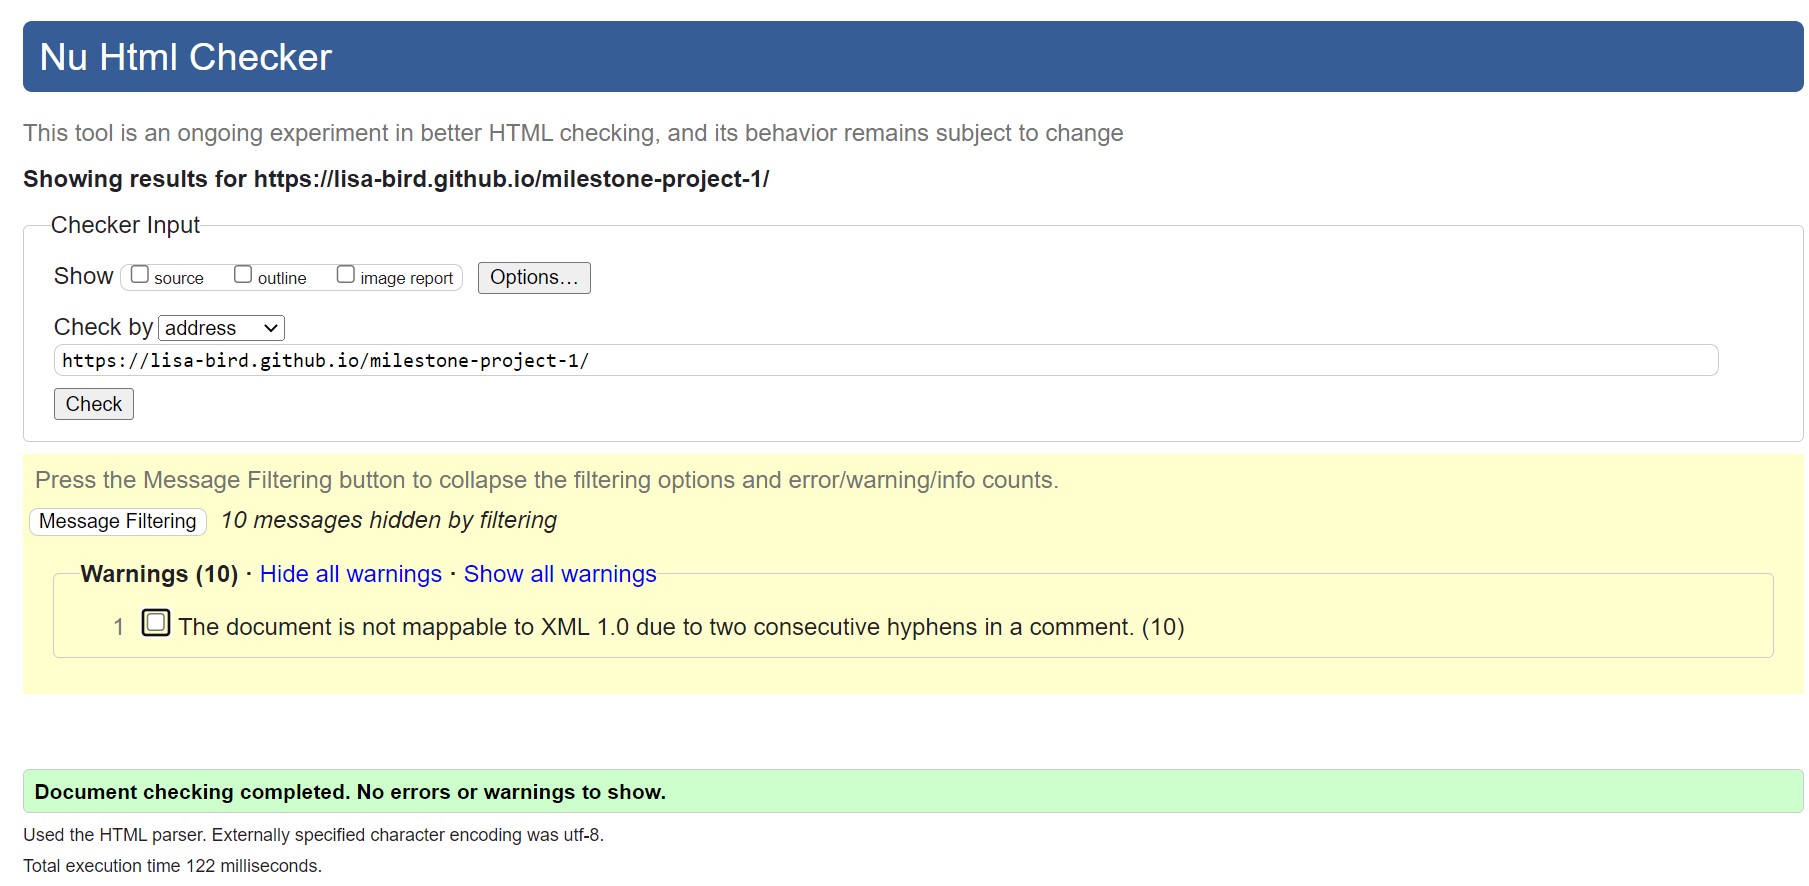 Nu Html Checker
This tool is an ongoing experiment in better HTML checking, and its behavior remains subject to change
Showing results for https://lisa-bird.github.io/milestone-project-1/
Checker Input
Show source outline image report Options...
Check by address
https://lisa-bird.github.io/milestone-project-1/
Check
Press the Message Filtering button to collapse the filtering options and error/warning/info counts.
Message Filtering 10 messages hidden by filtering
Warnings (10) · Hide all warnings · Show all warnings
1 The document is not mappable to XML 1.0 due to two consecutive hyphens in a comment. (10)
Document checking completed. No errors or warnings to show.
Used the HTML parser. Externally specified character encoding was utf-8.
Total execution time 122 milliseconds.